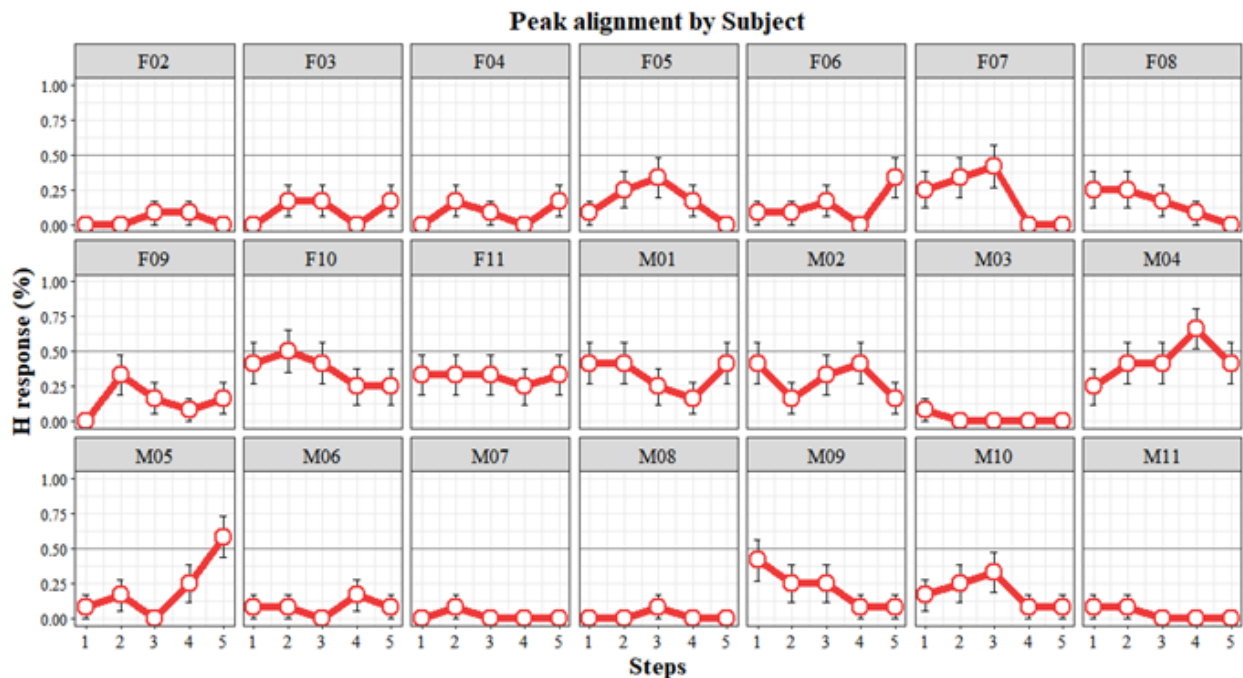 Peak alignment by Subject
F02 F03 F04 F05 F06 F07 F08
1.00
0.75
0.50
0.25
0.00
F09 F10 F11 M01 M02 M03 M04
1.00
0.75
0.50
0.25
0.00
M05 M06 M07 M08 M09 M10 M11
1.00
0.75
0.50
0.25
0.00
1 2 3 4 5 1 2 3 4 5 1 2 3 4 5 1 2 3 4 5 1 2 3 4 5 1 2 3 4 5 1 2 3 4 5
Steps
H response (%)